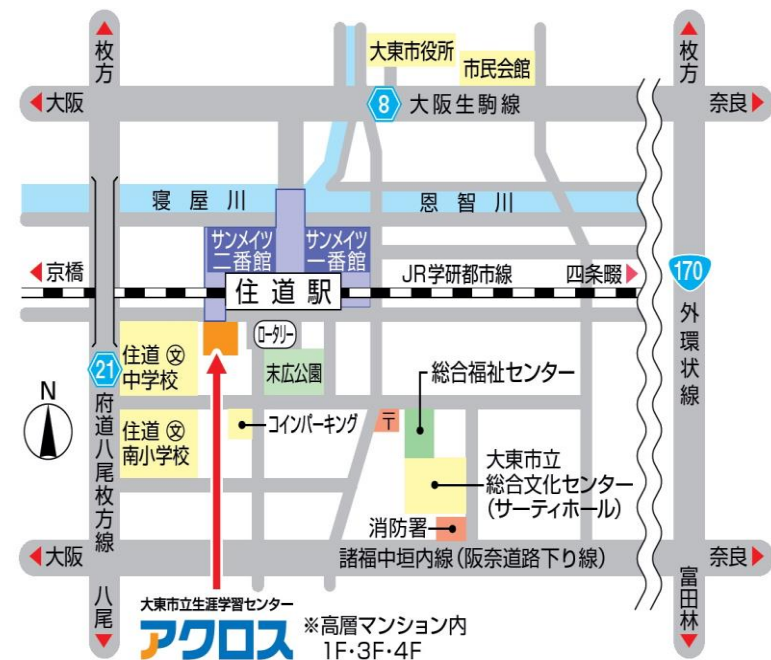 枚方
枚方
大東市役所
市民会館
大阪
8
大阪生駒線
奈良
寝屋川
恩智川
サンメイツ
二番館
サンメイツ
一番館
京橋
住道駅
JR学研都市線
四条畷
170
外環状線
21
府道八尾枚方線
住道 文
中学校
ロータリー
末広公園
総合福祉センター
N
住道 文
南小学校
コインパーキング
〒
大東市立
総合文化センター
(サーティホール)
消防署
大阪
諸福中垣内線(阪奈道路下り線)
奈良
八尾
富田林
大東市立生涯学習センター
アクロス
※高層マンション内
1F・3F・4F